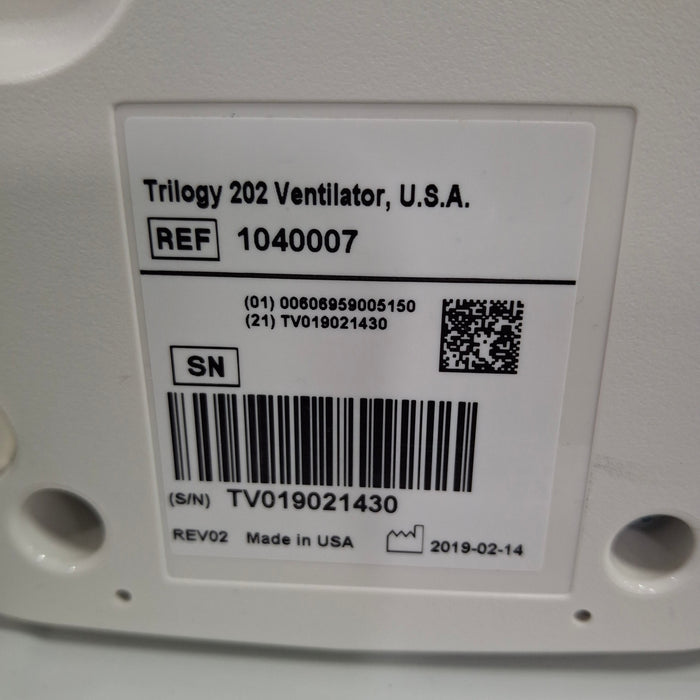 Trilogy 202 Ventilator, U.S.A.
REF 1040007
(01) 00606959005150
(21) TV019021430
SN
(S/N) TV019021430
REV02 Made in USA 2019-02-14